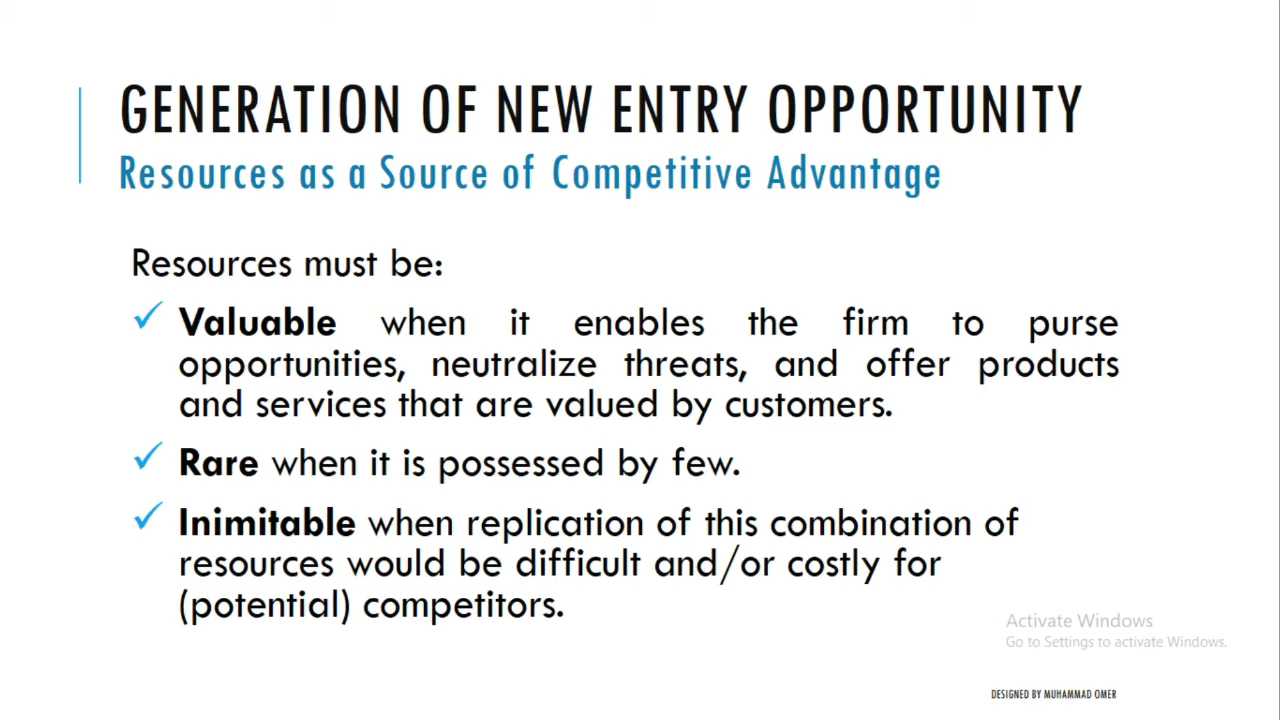 GENERATION OF NEW ENTRY OPPORTUNITY
Resources as a Source of Competitive Advantage
Resources must be:
✓ Valuable when it enables the firm to purse
opportunities, neutralize threats, and offer products
and services that are valued by customers.
✓ Rare when it is possessed by few.
✓ Inimitable when replication of this combination of
resources would be difficult and/or costly for
(potential) competitors.
Activate Windows
Go to Settings to activate Windows.
DESIGNED BY MUHAMMAD OMER